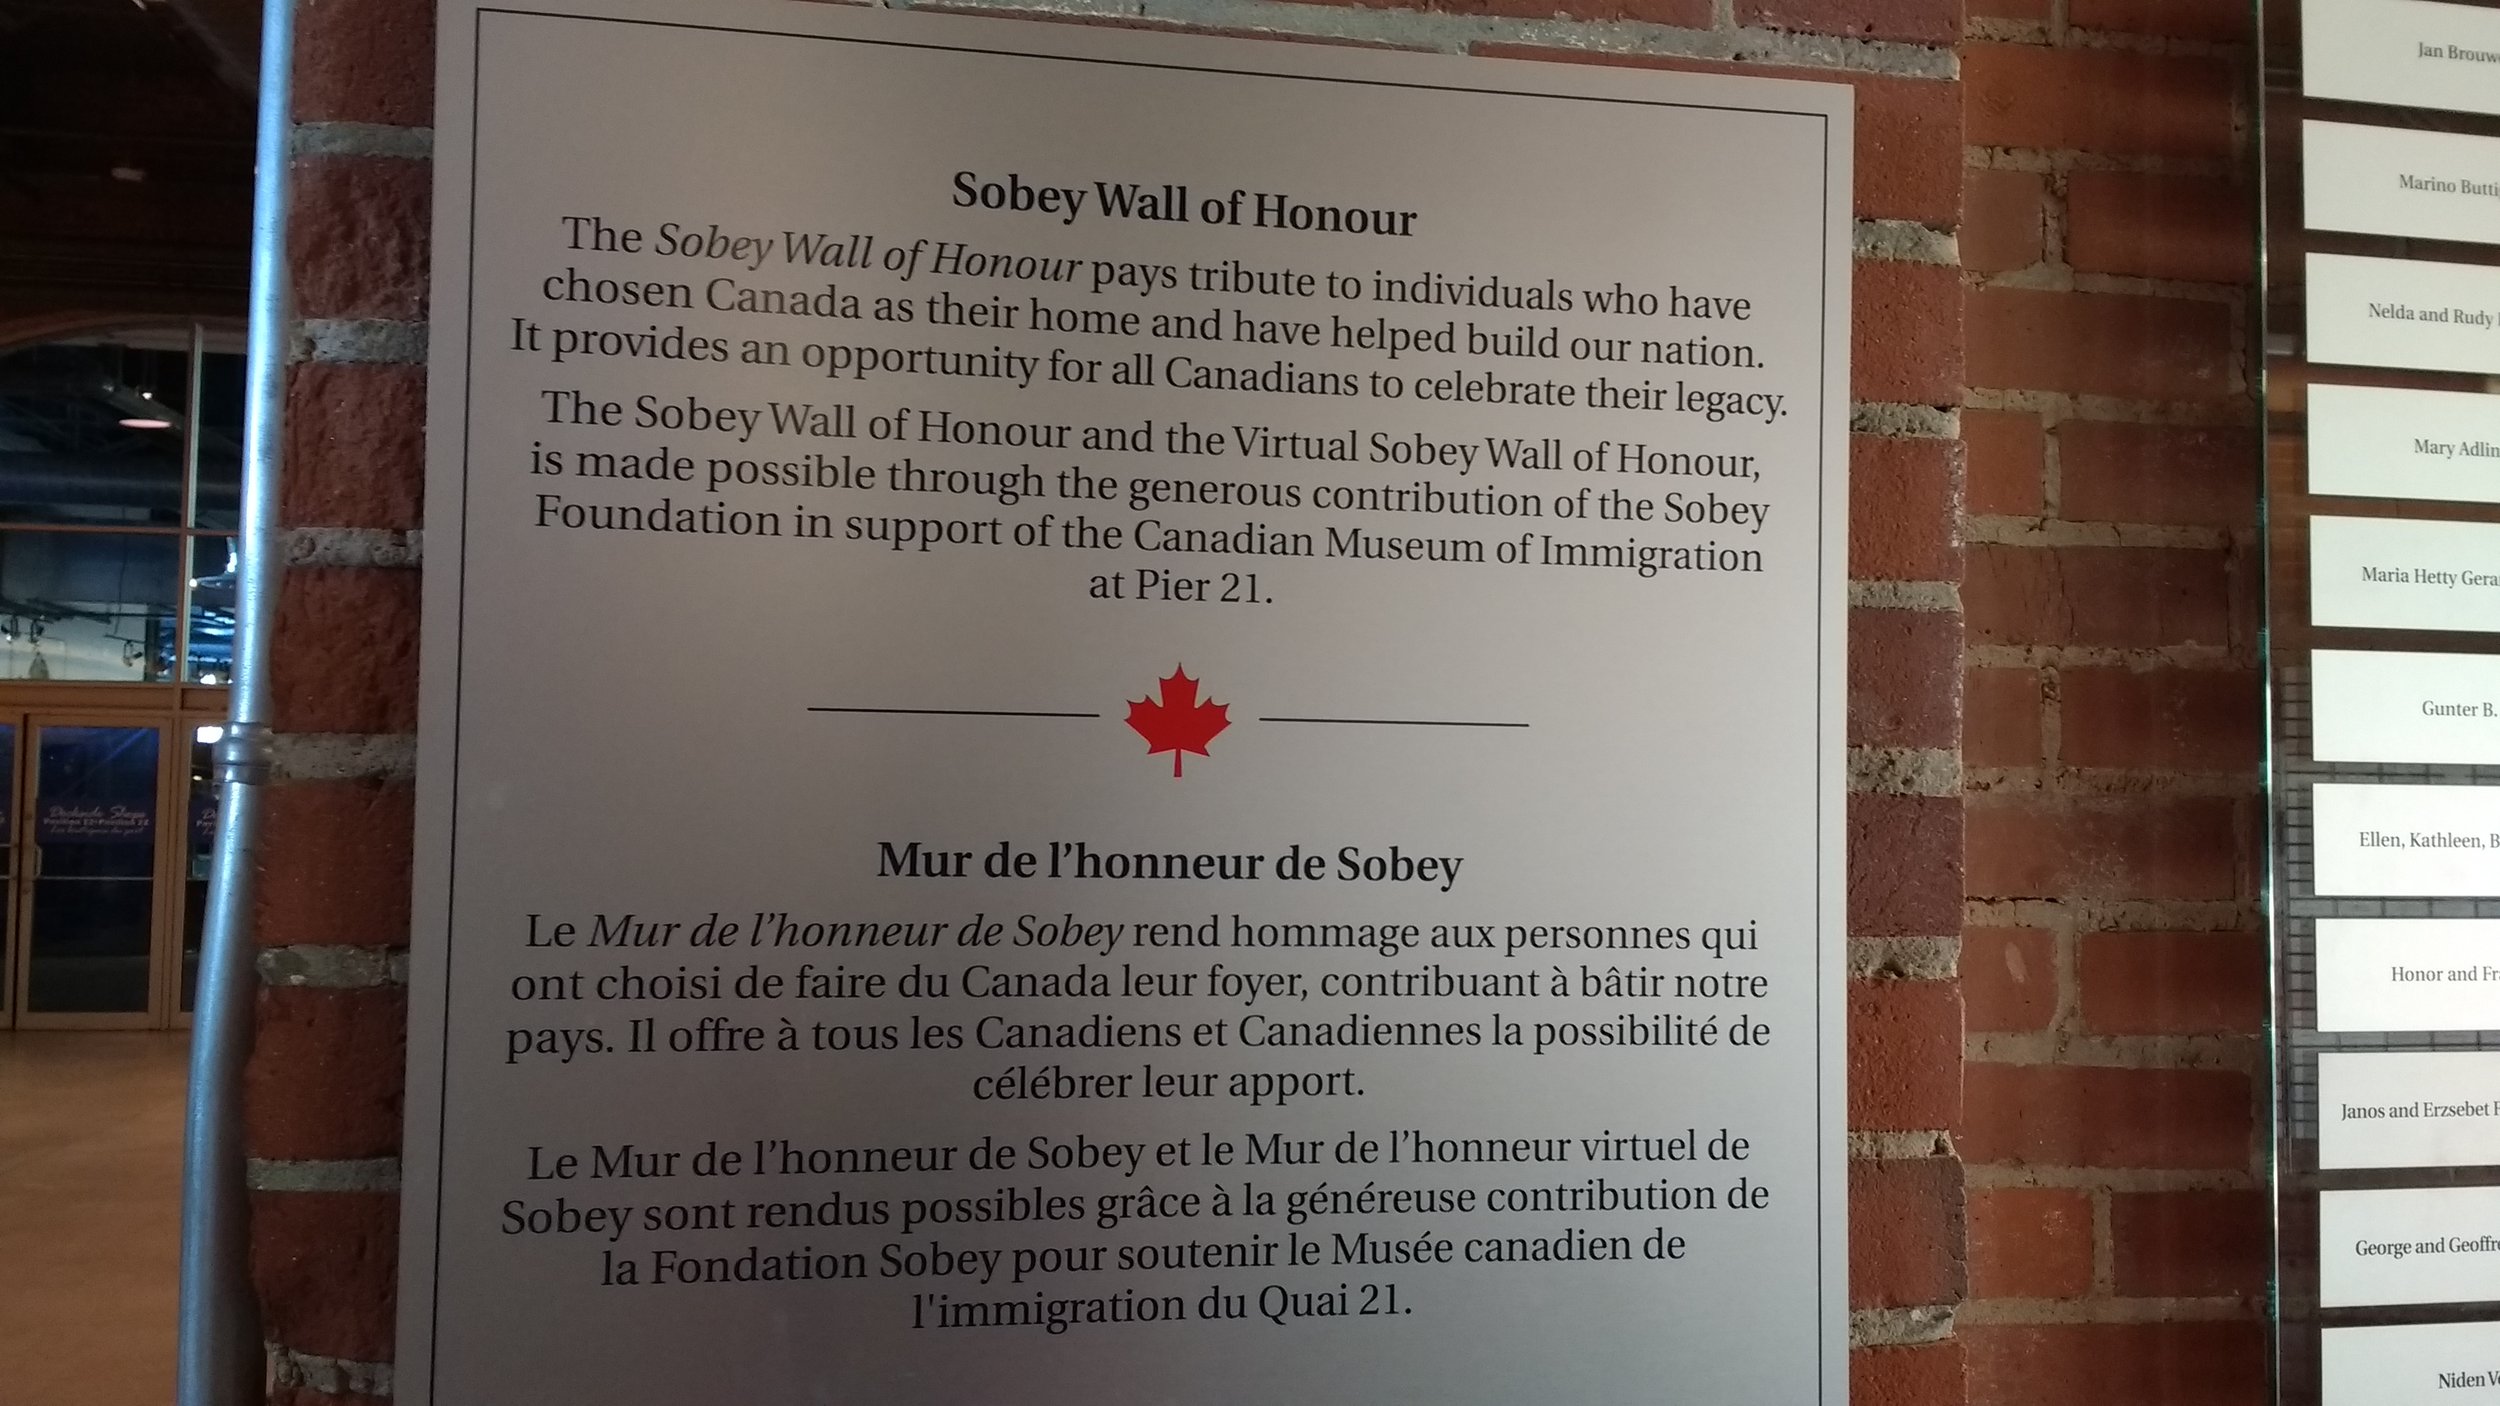 Sobey Wall of Honour
The Sobey Wall of Honour pays tribute to individuals who have
chosen Canada as their home and have helped build our nation.
It provides an opportunity for all Canadians to celebrate their legacy.
The Sobey Wall of Honour and the Virtual Sobey Wall of Honour,
is made possible through the generous contribution of the Sobey
Foundation in support of the Canadian Museum of Immigration
at Pier 21.
Mur de l’honneur de Sobey
Le Mur de l’honneur de Sobey rend hommage aux personnes qui
ont choisi de faire du Canada leur foyer, contribuant à bâtir notre
pays. Il offre à tous les Canadiens et Canadiennes la possibilité de
célébrer leur apport.
Le Mur de l’honneur de Sobey et le Mur de l’honneur virtuel de
Sobey sont rendus possibles grâce à la généreuse contribution de
la Fondation Sobey pour soutenir le Musée canadien de
l'immigration du Quai 21.
Jan
Marino
Nelda and Rudy
Mary
Maria Hetty
Gunter B.
Ellen, Kathleen,
Honor and
Janos and Erzsebet
George and
Niden